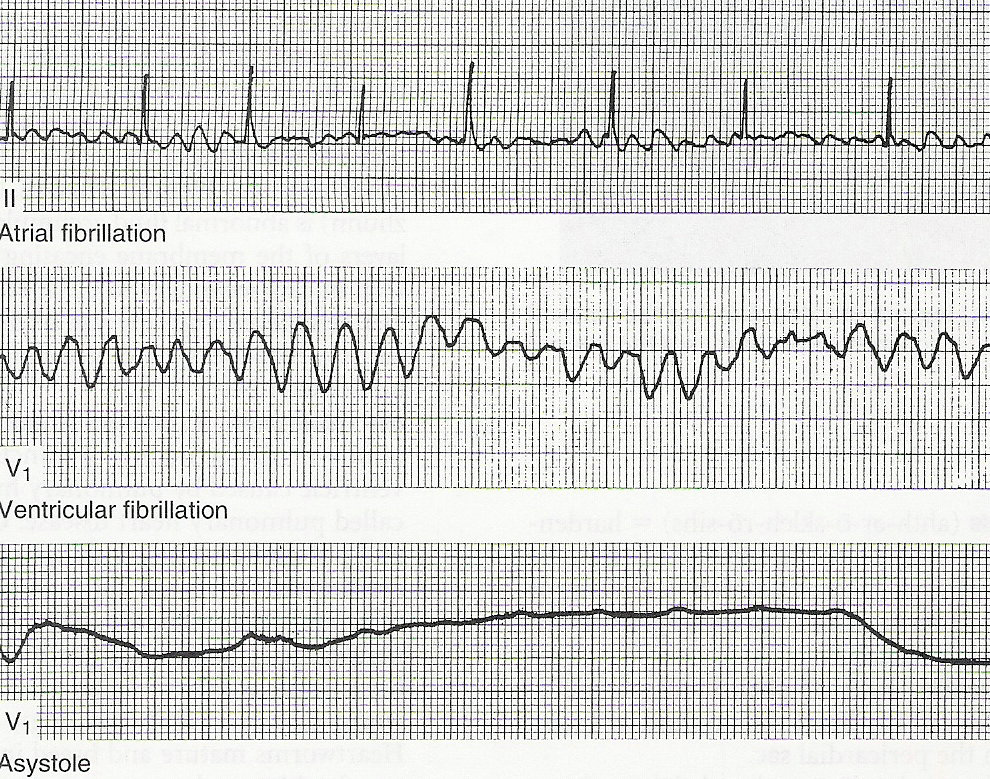 II
Atrial fibrillation
V₁
Ventricular fibrillation
V₁
Asystole